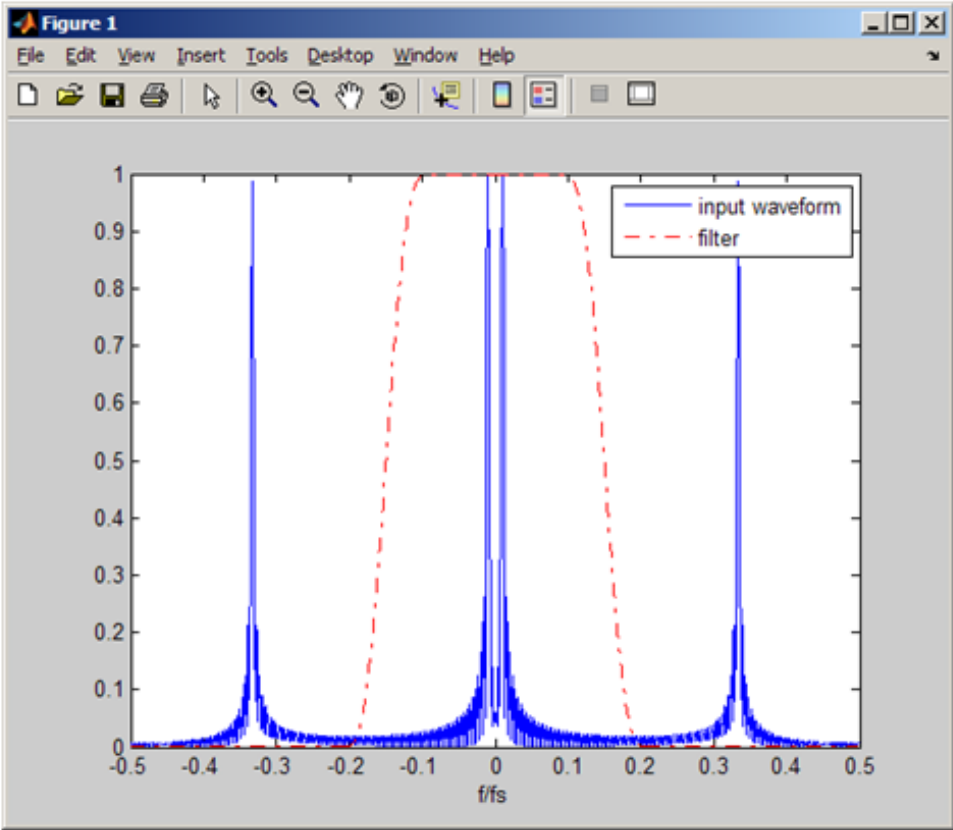 Figure 1
File Edit View Insert Tools Desktop Window Help
input waveform
filter
1
0.9
0.8
0.7
0.6
0.5
0.4
0.3
0.2
0.1
0
-0.5 -0.4 -0.3 -0.2 -0.1 0 0.1 0.2 0.3 0.4 0.5
f/fs